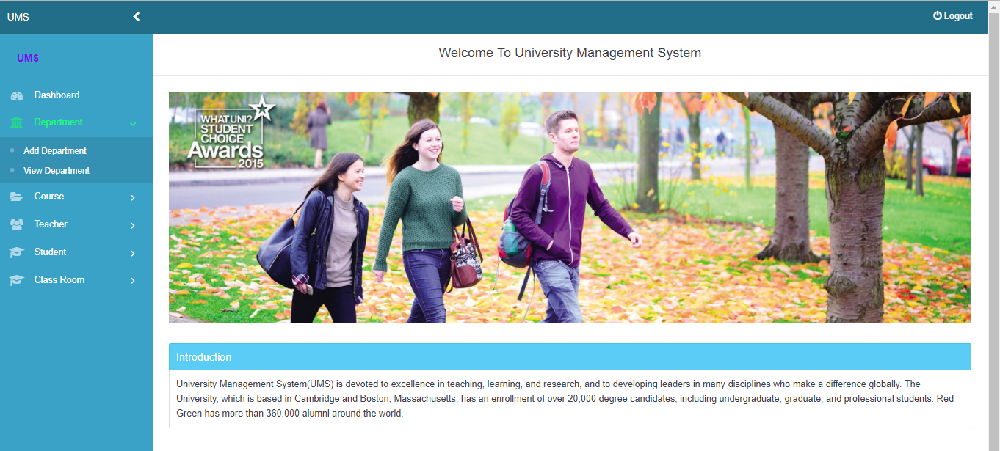 UMS
Logout
UMS
Dashboard
Department
Add Department
View Department
Course
Teacher
Student
Class Room
Welcome To University Management System
WHATUNI?
STUDENT
CHOICE
Awards
2015
Introduction
University Management System(UMS) is devoted to excellence in teaching, learning, and research, and to developing leaders in many disciplines who make a difference globally. The
University, which is based in Cambridge and Boston, Massachusetts, has an enrollment of over 20,000 degree candidates, including undergraduate, graduate, and professional students. Red
Green has more than 360,000 alumni around the world.